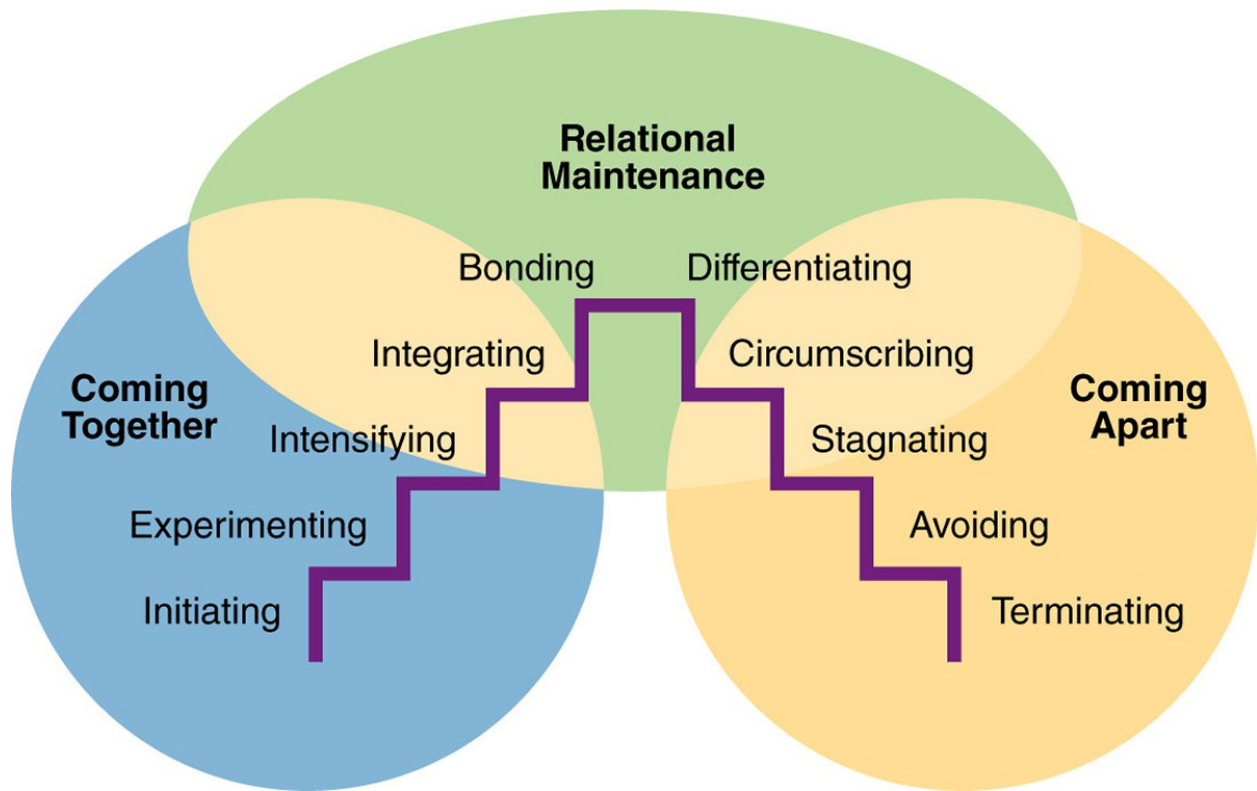 Relational
Maintenance
Bonding
Differentiating
Integrating
Circumscribing
Coming
Together
Coming
Apart
Intensifying
Stagnating
Experimenting
Avoiding
Initiating
Terminating